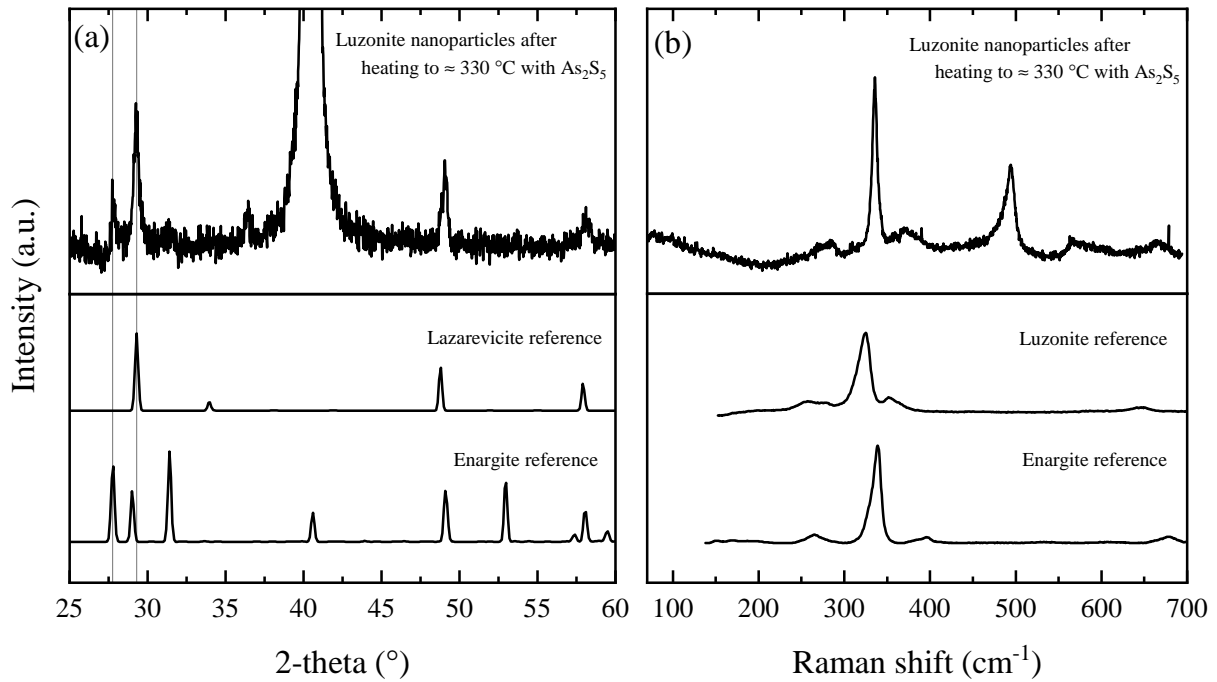 (a)
Luzonite nanoparticles after
heating to ≈ 330 °C with As₂S₅
Lazarevicite reference
Enargite reference
Intensity (a.u.)
25 30 35 40 45 50 55 60
2-theta (°)
(b)
Luzonite nanoparticles after
heating to ≈ 330 °C with As₂S₅
Luzonite reference
Enargite reference
100 200 300 400 500 600 700
Raman shift (cm⁻¹)